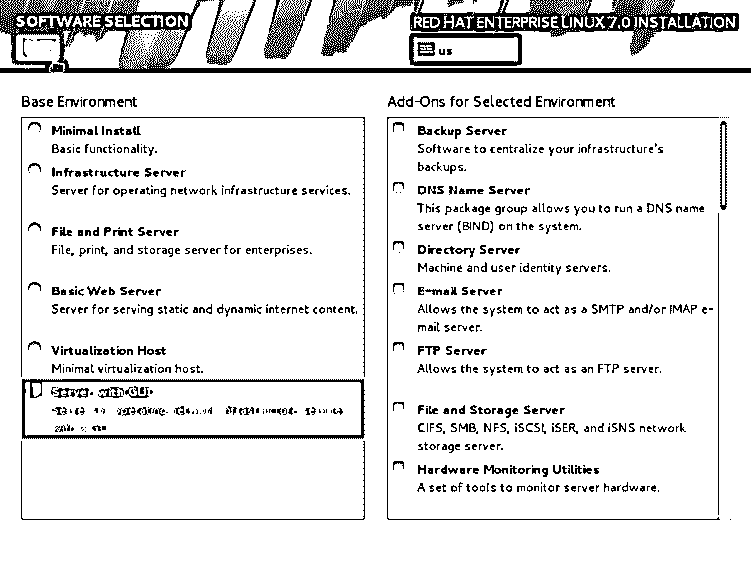 SOFTWARE SELECTION
RED HAT ENTERPRISE LINUX 7.0 INSTALLATION
us
Base Environment
Minimal Install
Basic functionality.
Infrastructure Server
Server for operating network infrastructure services.
File and Print Server
File, print, and storage server for enterprises.
Basic Web Server
Server for serving static and dynamic internet content.
Virtualization Host
Minimal virtualization host.
Server with GUI
Add-Ons for Selected Environment
Backup Server
Software to centralize your infrastructure's
backups.
DNS Name Server
This package group allows you to run a DNS name
server (BIND) on the system.
Directory Server
Machine and user identity servers.
E-mail Server
Allows the system to act as a SMTP and/or IMAP e-
mail server.
FTP Server
Allows the system to act as an FTP server.
File and Storage Server
CIFS, SMB, NFS, iSCSI, iSER, and iSNS network
storage server.
Hardware Monitoring Utilities
A set of tools to monitor server hardware.